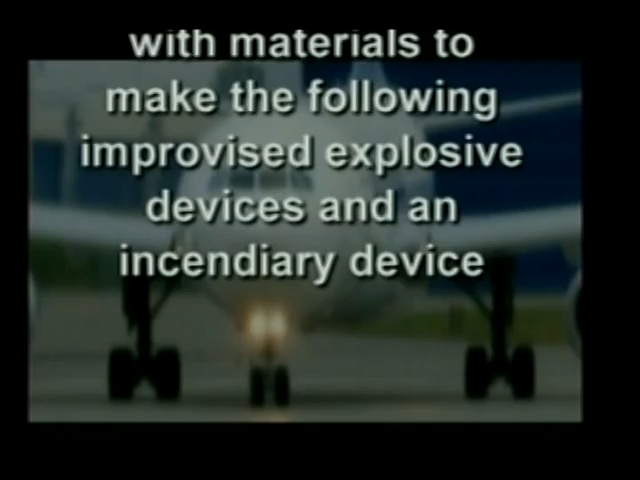 with materials to
make the following
improvised explosive
devices and an
incendiary device